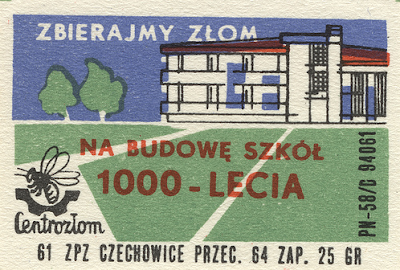 ZBIERAJMY ZŁOM
NA BUDOWĘ SZKÓŁ
1000-LECIA
Centrozłom
PN-58/C 94061
61 ZPZ CZECHOWICE PRZEC. 64 ZAP. 25 GR